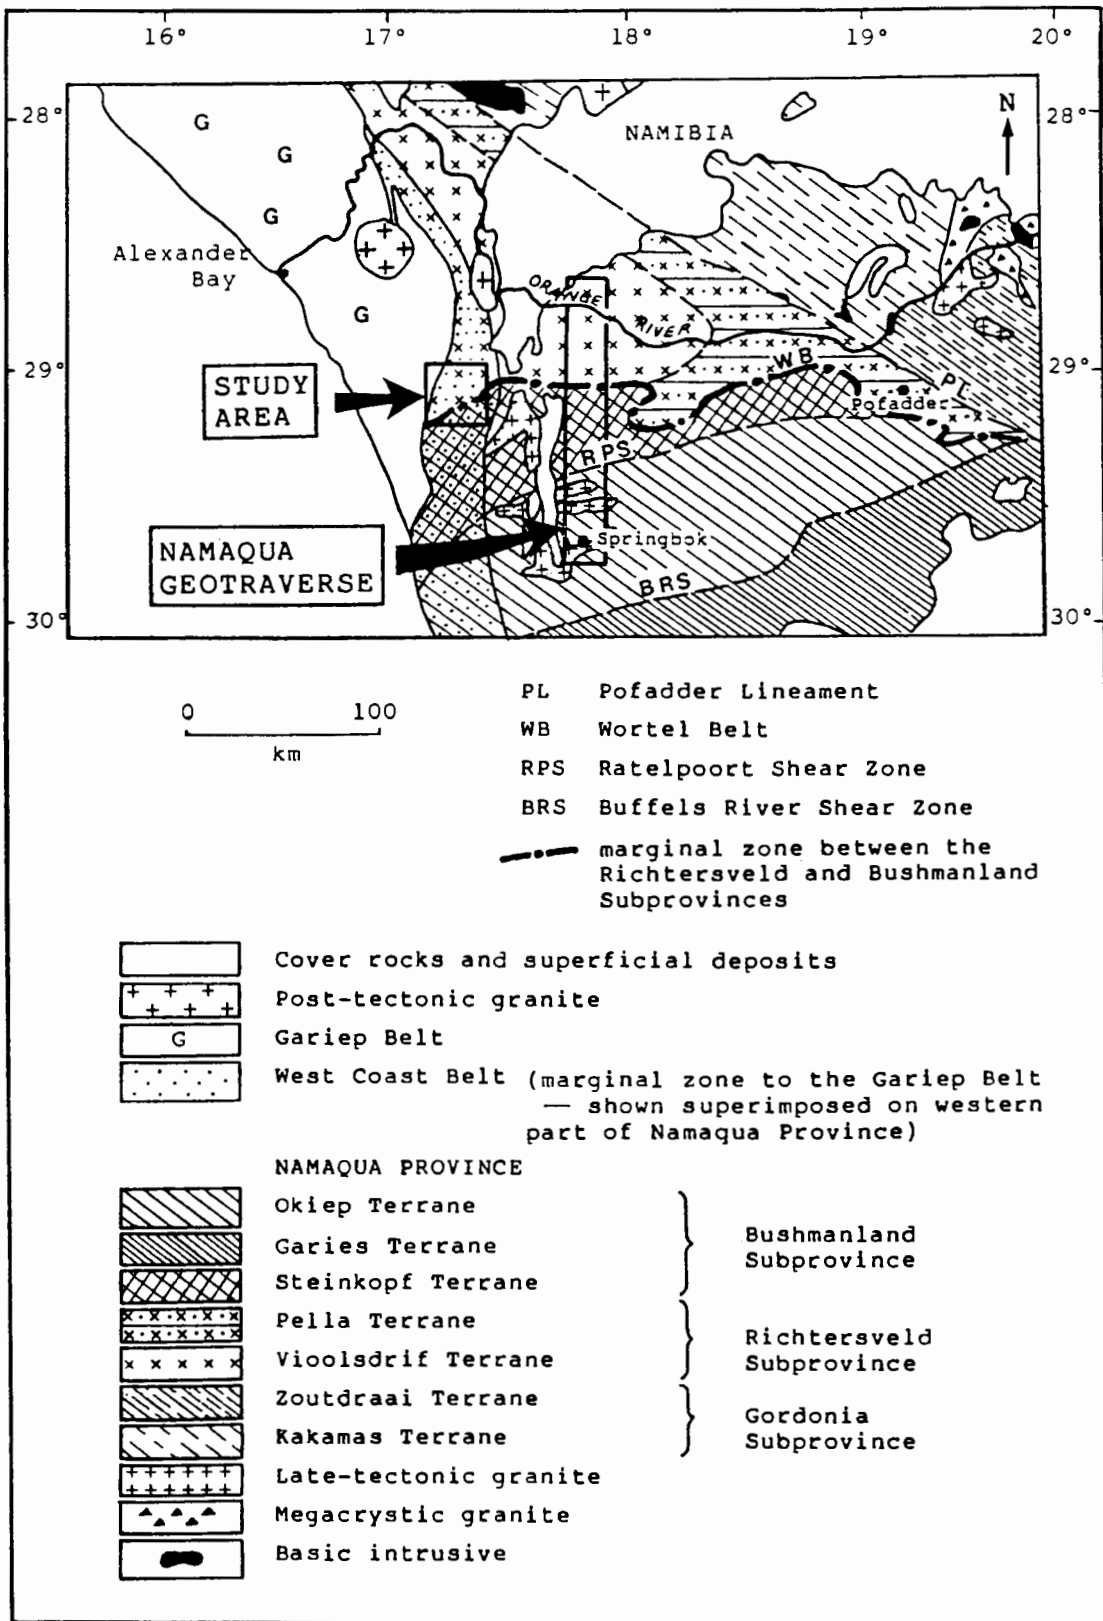 16° 17° 18° 19° 20°
28° 28°
NAMIBIA
N
G
G
G
Alexander
Bay
ORANGE
RIVER
G
29° 29°
STUDY
AREA
WB
PL
Pofadder
RPS
NAMAQUA
GEOTRAVERSE
Springbok
BRS
30° 30°
PL Pofadder Lineament
0 100
km
WB Wortel Belt
RPS Ratelpoort Shear Zone
BRS Buffels River Shear Zone
marginal zone between the
Richtersveld and Bushmanland
Subprovinces
Cover rocks and superficial deposits
Post-tectonic granite
G Gariep Belt
West Coast Belt (marginal zone to the Gariep Belt
— shown superimposed on western
part of Namaqua Province)
NAMAQUA PROVINCE
Okiep Terrane
Garies Terrane
Steinkopf Terrane
Bushmanland
Subprovince
Pella Terrane
Vioolsdrif Terrane
Richtersveld
Subprovince
Zoutdraai Terrane
Kakamas Terrane
Gordonia
Subprovince
Late-tectonic granite
Megacrystic granite
Basic intrusive